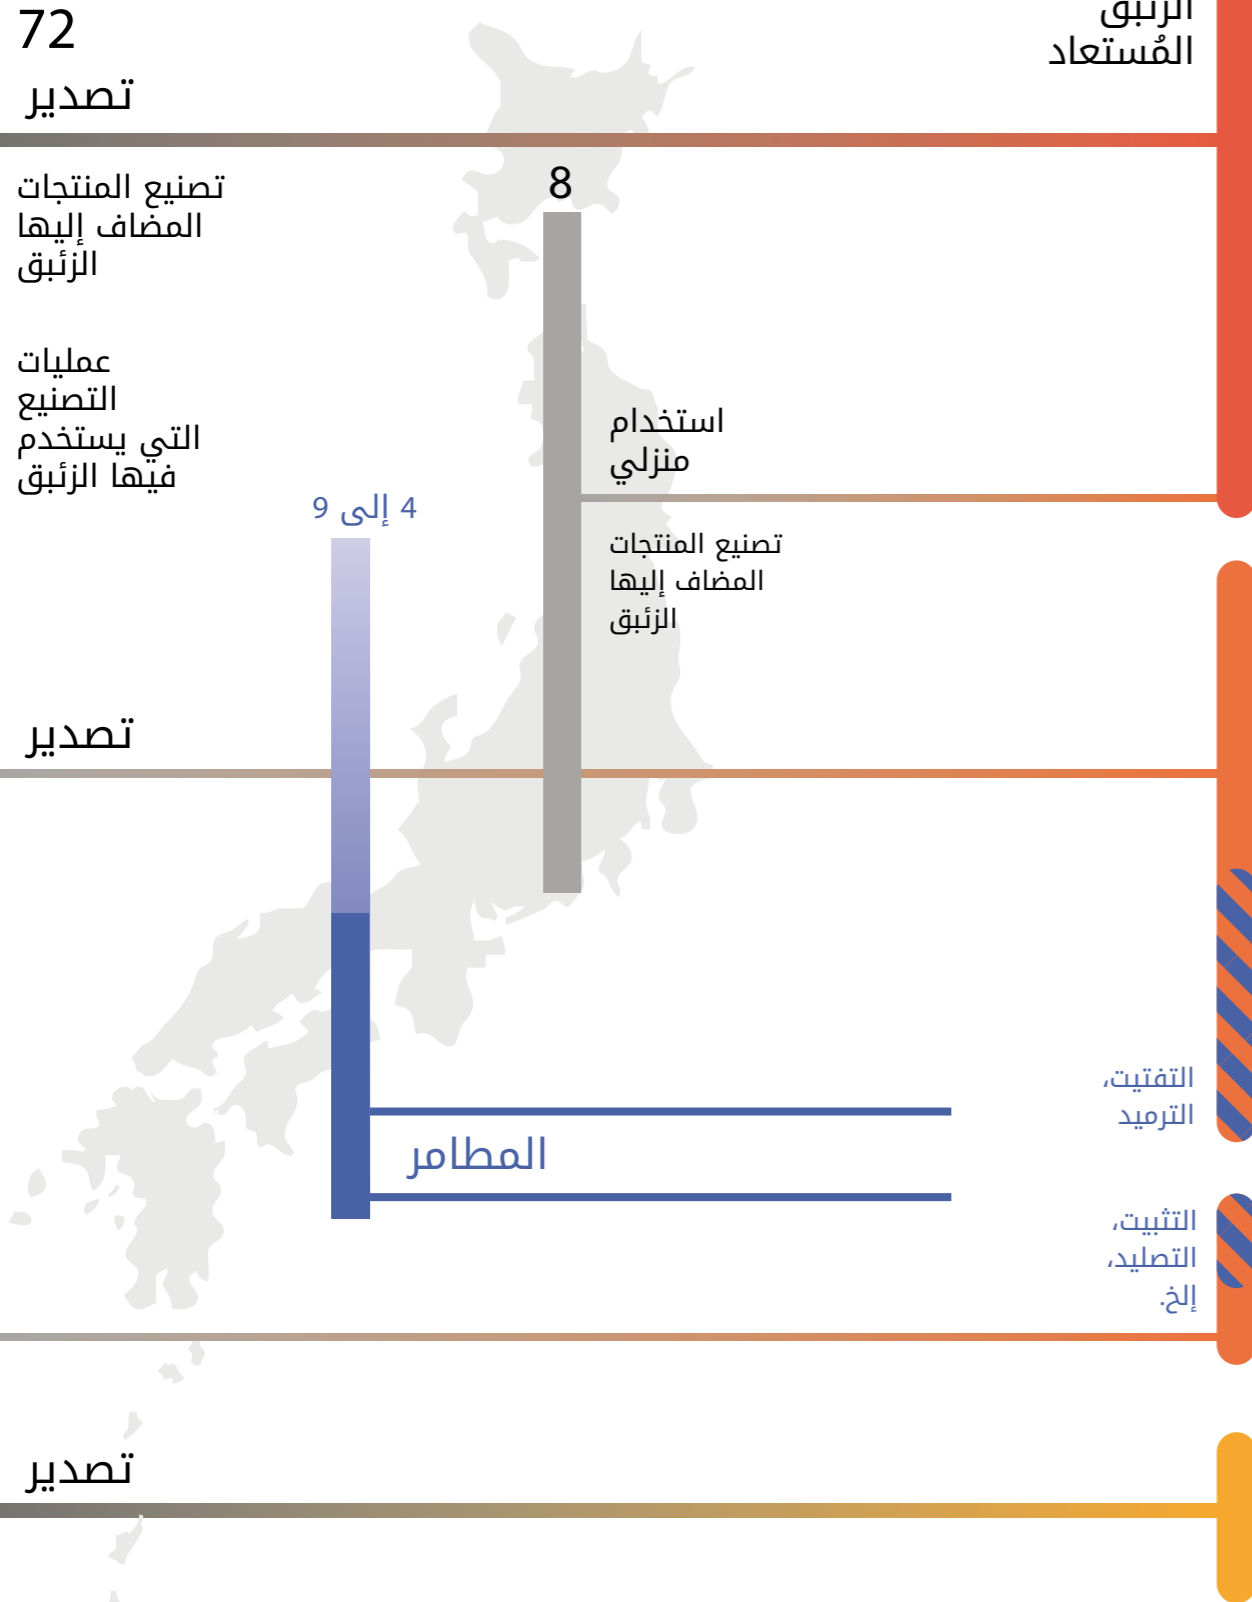 الزئبق
المُستعاد
72
تصدير
تصنيع المنتجات
المضاف إليها
الزئبق
8
عمليات
التصنيع
التي يستخدم
فيها الزئبق
استخدام
منزلي
4 إلى 9
تصنيع المنتجات
المضاف إليها
الزئبق
تصدير
التفتيت،
الترميد
المطامر
التثبيت،
التصليد،
إلخ.
تصدير